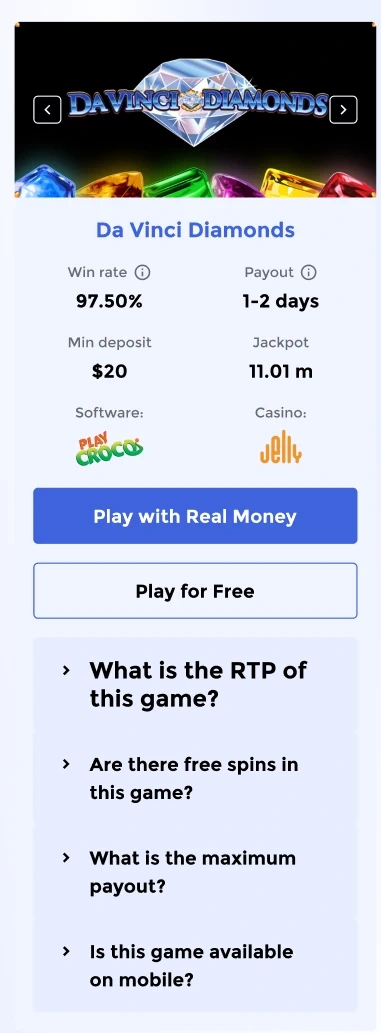 DAVINCI DIAMONDS
Da Vinci Diamonds
Win rate
Payout
97.50%
1-2 days
Min deposit
Jackpot
$20
11.01 m
Software:
Casino:
PLAY
CROCO
Jelly
Play with Real Money
Play for Free
What is the RTP of
this game?
Are there free spins in
this game?
What is the maximum
payout?
Is this game available
on mobile?